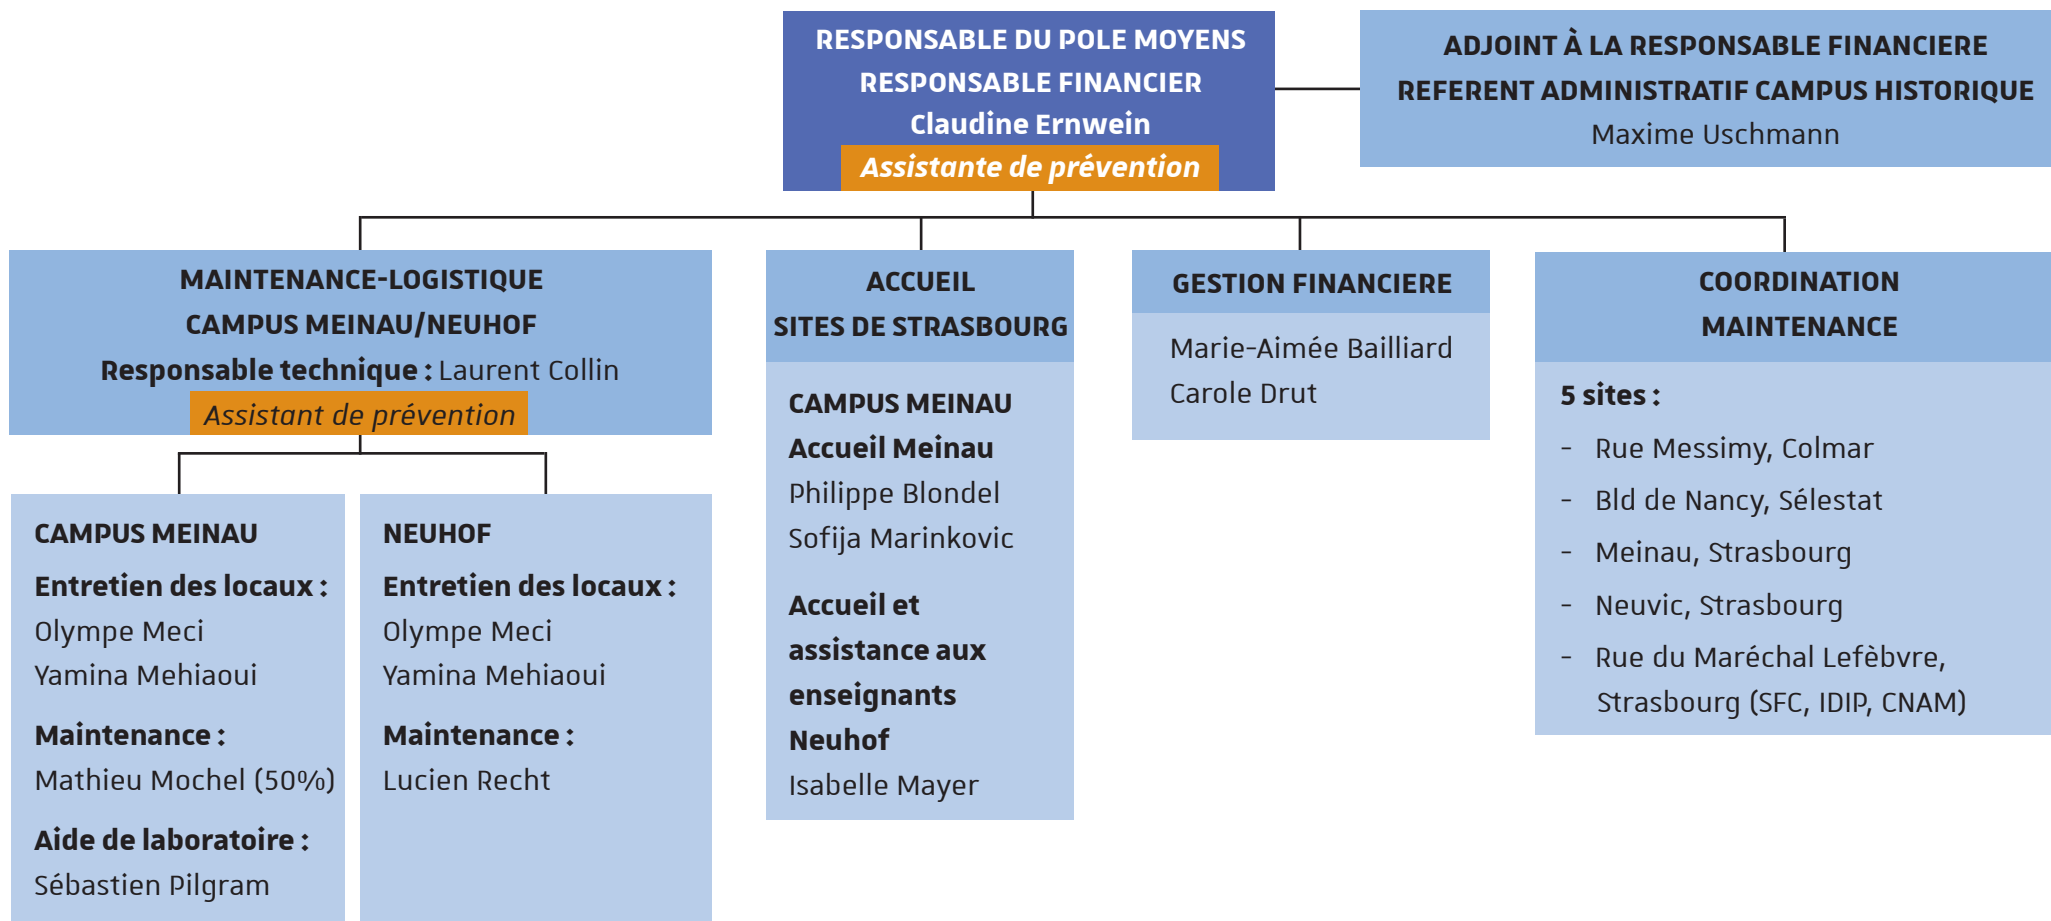 RESPONSABLE DU POLE MOYENS
RESPONSABLE FINANCIER
Claudine Ernwein
Assistante de prévention
ADJOINT À LA RESPONSABLE FINANCIERE
REFERENT ADMINISTRATIF CAMPUS HISTORIQUE
Maxime Uschmann
MAINTENANCE-LOGISTIQUE
CAMPUS MEINAU/NEUHOF
Responsable technique : Laurent Collin
Assistant de prévention
CAMPUS MEINAU
Entretien des locaux :
Olympe Meci
Yamina Mehiaoui
Maintenance :
Mathieu Mochel (50%)
Aide de laboratoire :
Sébastien Pilgram
NEUHOF
Entretien des locaux :
Olympe Meci
Yamina Mehiaoui
Maintenance :
Lucien Recht
ACCUEIL
SITES DE STRASBOURG
CAMPUS MEINAU
Accueil Meinau
Philippe Blondel
Sofija Marinkovic
Accueil et
assistance aux
enseignants
Neuhof
Isabelle Mayer
GESTION FINANCIERE
Marie-Aimée Bailliard
Carole Drut
COORDINATION
MAINTENANCE
5 sites :
- Rue Messimy, Colmar
- Bld de Nancy, Sélestat
- Meinau, Strasbourg
- Neuvic, Strasbourg
- Rue du Maréchal Lefèbvre,
Strasbourg (SFC, IDIP, CNAM)